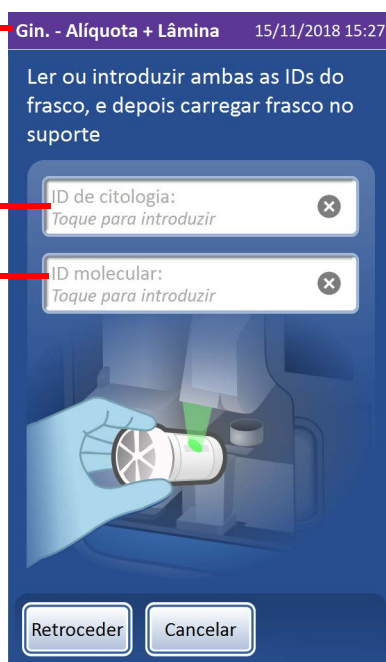 Gin. - Alíquota + Lâmina 15/11/2018 15:27
Ler ou introduzir ambas as IDs do
frasco, e depois carregar frasco no
suporte
ID de citologia:
Toque para introduzir
ID molecular:
Toque para introduzir
Retroceder Cancelar